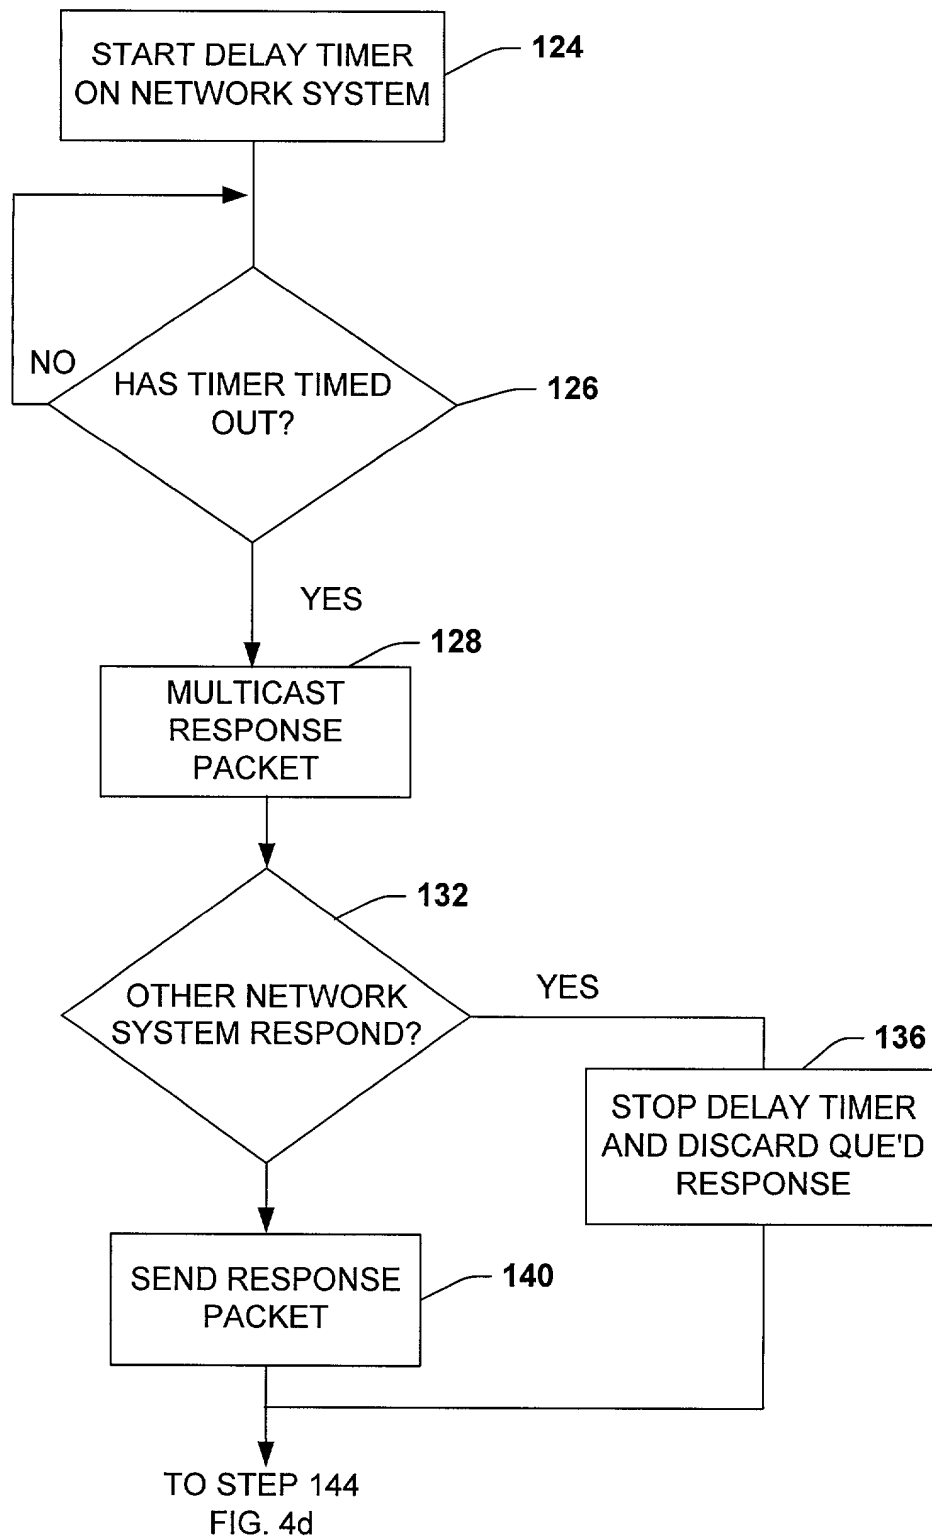 START DELAY TIMER
ON NETWORK SYSTEM
124
NO
HAS TIMER TIMED
OUT?
126
YES
128
MULTICAST
RESPONSE
PACKET
132
OTHER NETWORK
SYSTEM RESPOND?
YES
136
STOP DELAY TIMER
AND DISCARD QUE'D
RESPONSE
SEND RESPONSE
PACKET
140
TO STEP 144
FIG. 4d